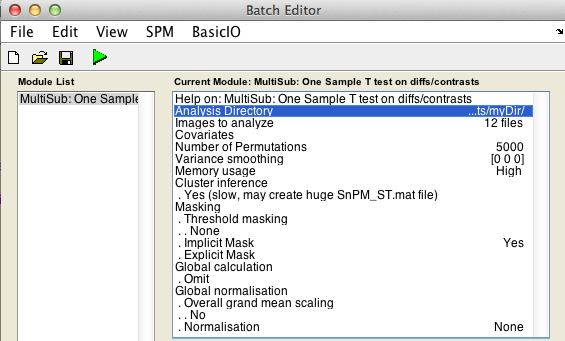 Batch Editor
File Edit View SPM BasicIO
Module List
Current Module: MultiSub: One Sample T test on diffs/contrasts
MultiSub: One Sample
Help on: MultiSub: One Sample T test on diffs/contrasts
Analysis Directory ...ts/myDir/
Images to analyze 12 files
Covariates
Number of Permutations 5000
Variance smoothing [0 0 0]
Memory usage High
Cluster inference
. Yes (slow, may create huge SnPM_ST.mat file)
Masking
. Threshold masking
. . None
. Implicit Mask Yes
. Explicit Mask
Global calculation
. Omit
Global normalisation
. Overall grand mean scaling
. . No
. Normalisation None